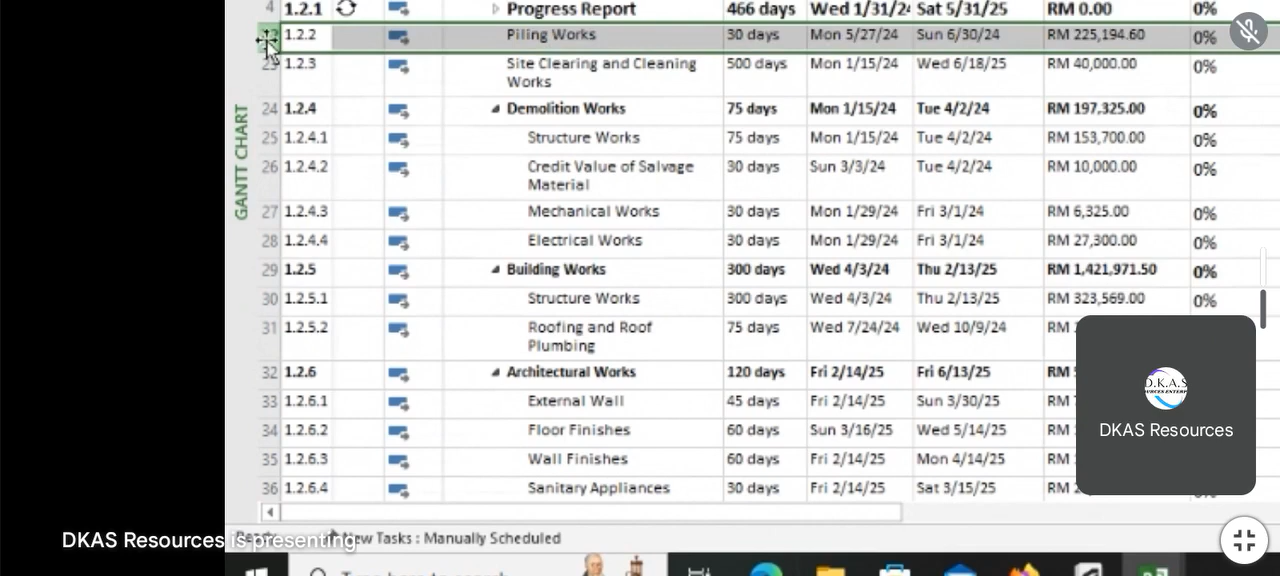 4 1.2.1 Progress Report 466 days Wed 1/31/24 Sat 5/31/25 RM 0.00 0%
1.2.2 Piling Works 30 days Mon 5/27/24 Sun 6/30/24 RM 225,194.60 0%
23 1.2.3 Site Clearing and Cleaning 500 days Mon 1/15/24 Wed 6/18/25 RM 40,000.00 0%
Works
24 1.2.4 Demolition Works 75 days Mon 1/15/24 Tue 4/2/24 RM 197,325.00 0%
25 1.2.4.1 Structure Works 75 days Mon 1/15/24 Tue 4/2/24 RM 153,700.00 0%
26 1.2.4.2 Credit Value of Salvage 30 days Sun 3/3/24 Tue 4/2/24 RM 10,000.00 0%
Material
27 1.2.4.3 Mechanical Works 30 days Mon 1/29/24 Fri 3/1/24 RM 6,325.00 0%
28 1.2.4.4 Electrical Works 30 days Mon 1/29/24 Fri 3/1/24 RM 27,300.00 0%
29 1.2.5 Building Works 300 days Wed 4/3/24 Thu 2/13/25 RM 1,421,971.50 0%
30 1.2.5.1 Structure Works 300 days Wed 4/3/24 Thu 2/13/25 RM 323,569.00 0%
31 1.2.5.2 Roofing and Roof 75 days Wed 7/24/24 Wed 10/9/24 RM
Plumbing
32 1.2.6 Architectural Works 120 days Fri 2/14/25 Fri 6/13/25 RM
33 1.2.6.1 External Wall 45 days Fri 2/14/25 Sun 3/30/25 RM
34 1.2.6.2 Floor Finishes 60 days Sun 3/16/25 Wed 5/14/25 RM
35 1.2.6.3 Wall Finishes 60 days Fri 2/14/25 Mon 4/14/25 RM
36 1.2.6.4 Sanitary Appliances 30 days Fri 2/14/25 Sat 3/15/25 RM
GANTT CHART
D.K.A.S
DKAS Resources
DKAS Resources is presenting
New Tasks : Manually Scheduled
Type here to search